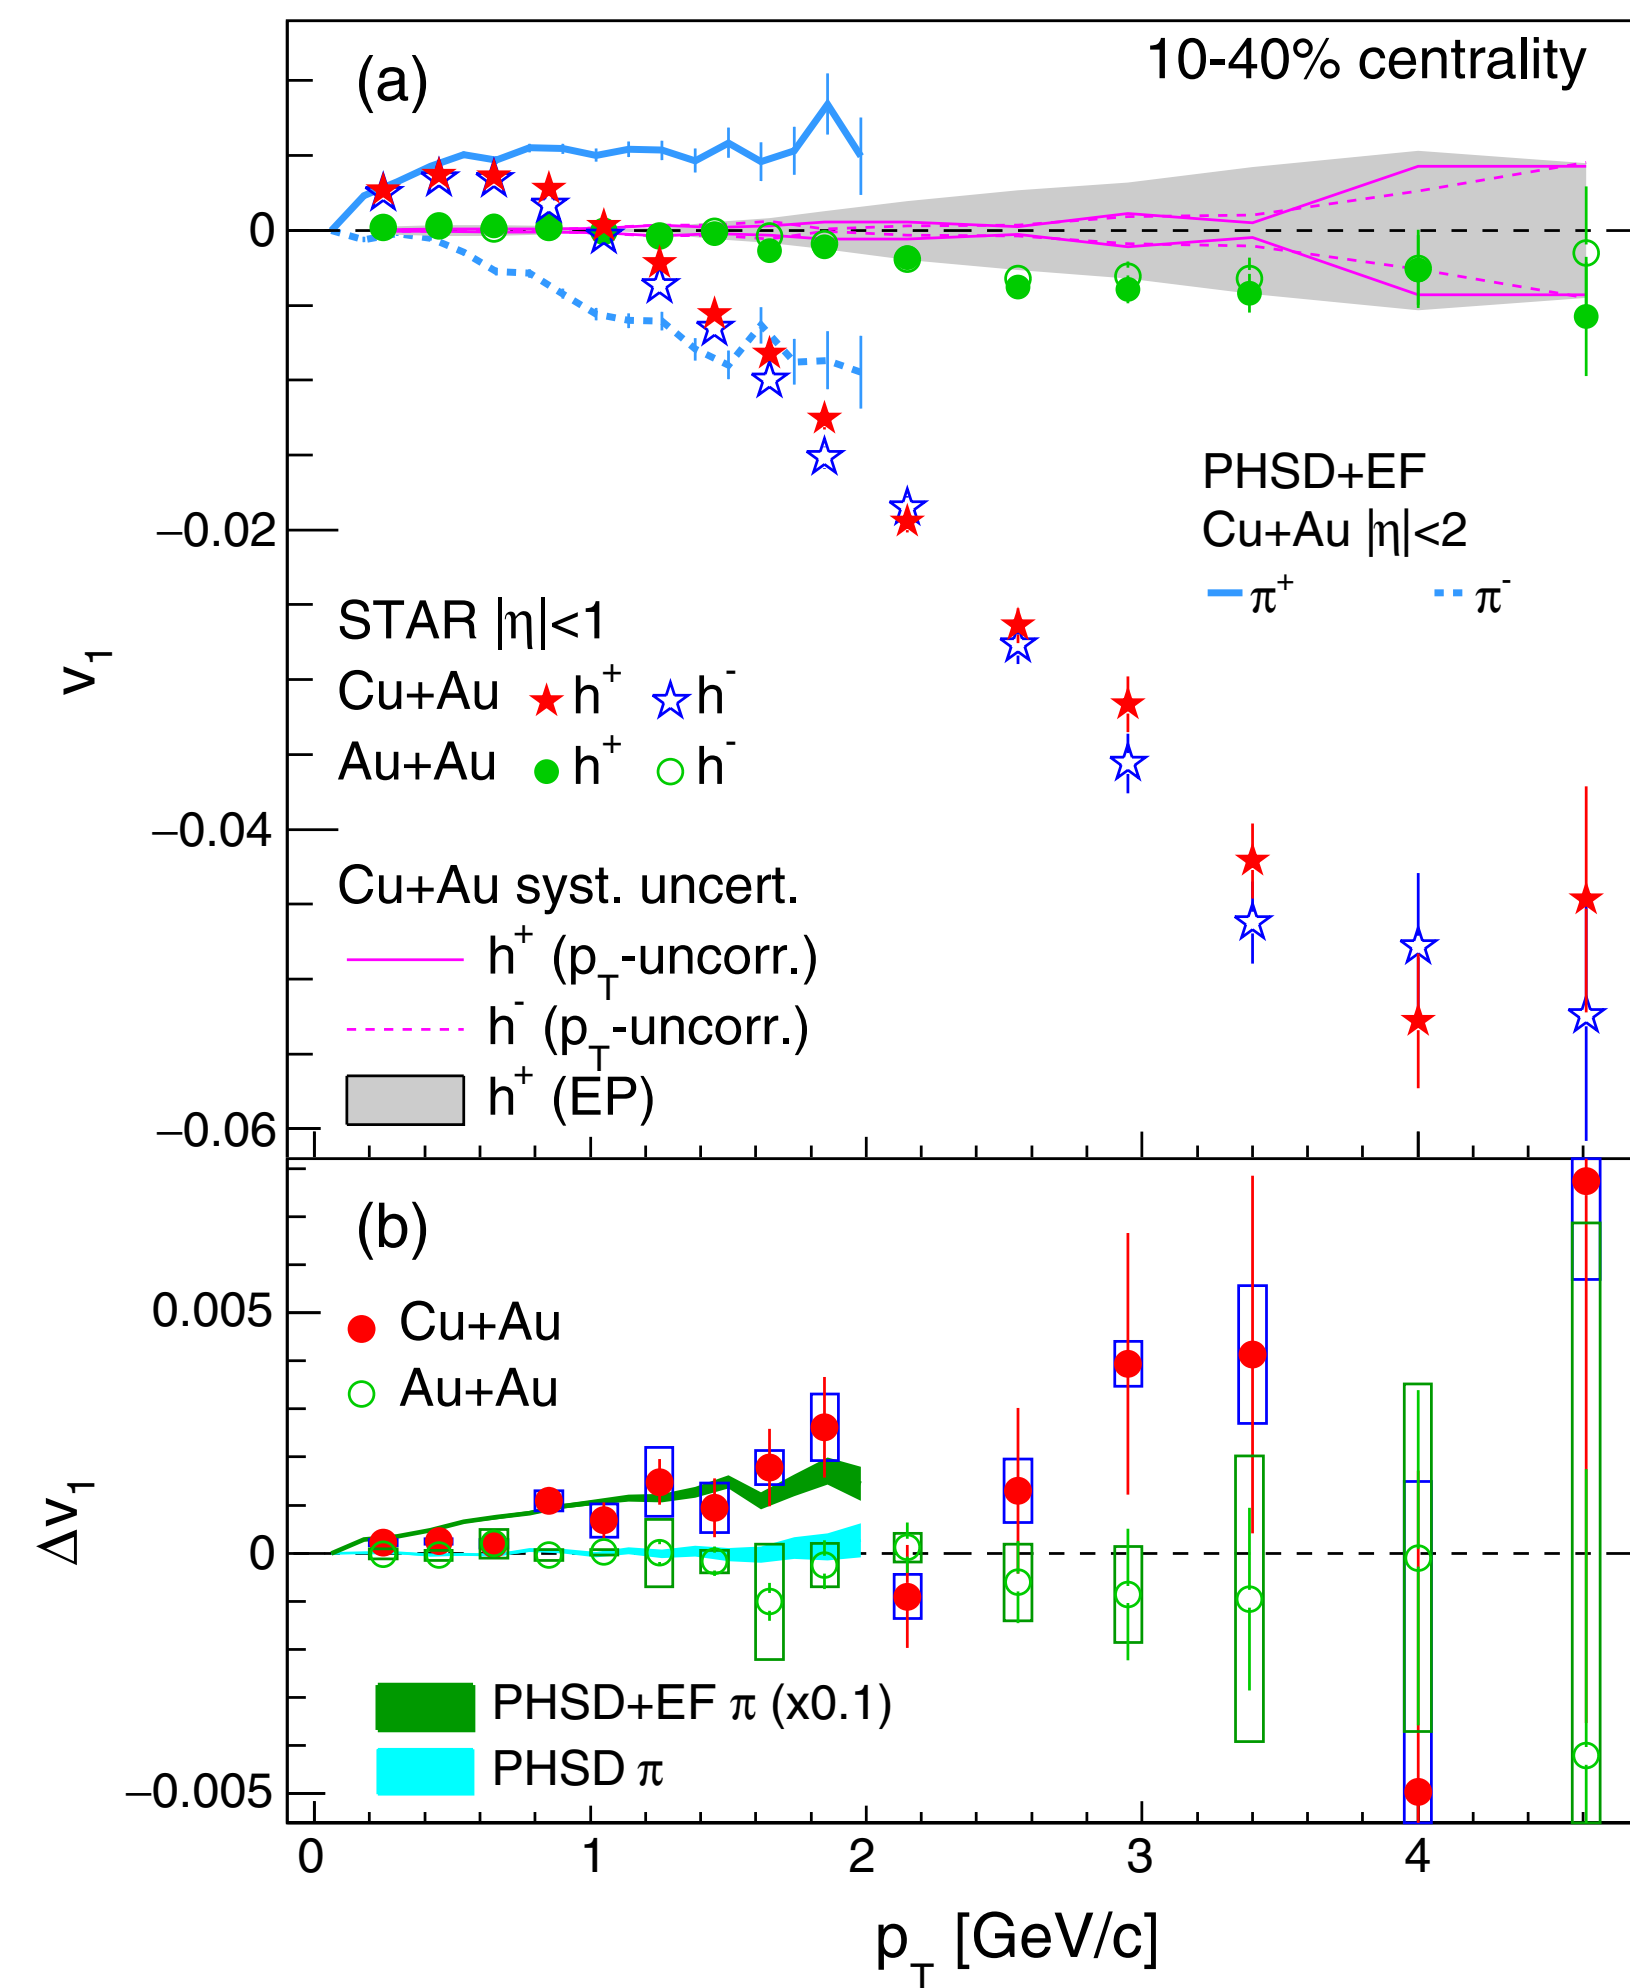 (a)
10-40% centrality
0
−0.02
−0.04
−0.06
v1
PHSD+EF
Cu+Au |η|<2
π+ π-
STAR |η|<1
Cu+Au h+ h-
Au+Au h+ h-
Cu+Au syst. uncert.
h+ (pT-uncorr.)
h- (pT-uncorr.)
h+ (EP)
(b)
0.005
0
−0.005
Δv1
Cu+Au
Au+Au
PHSD+EF π (x0.1)
PHSD π
0 1 2 3 4
pT [GeV/c]